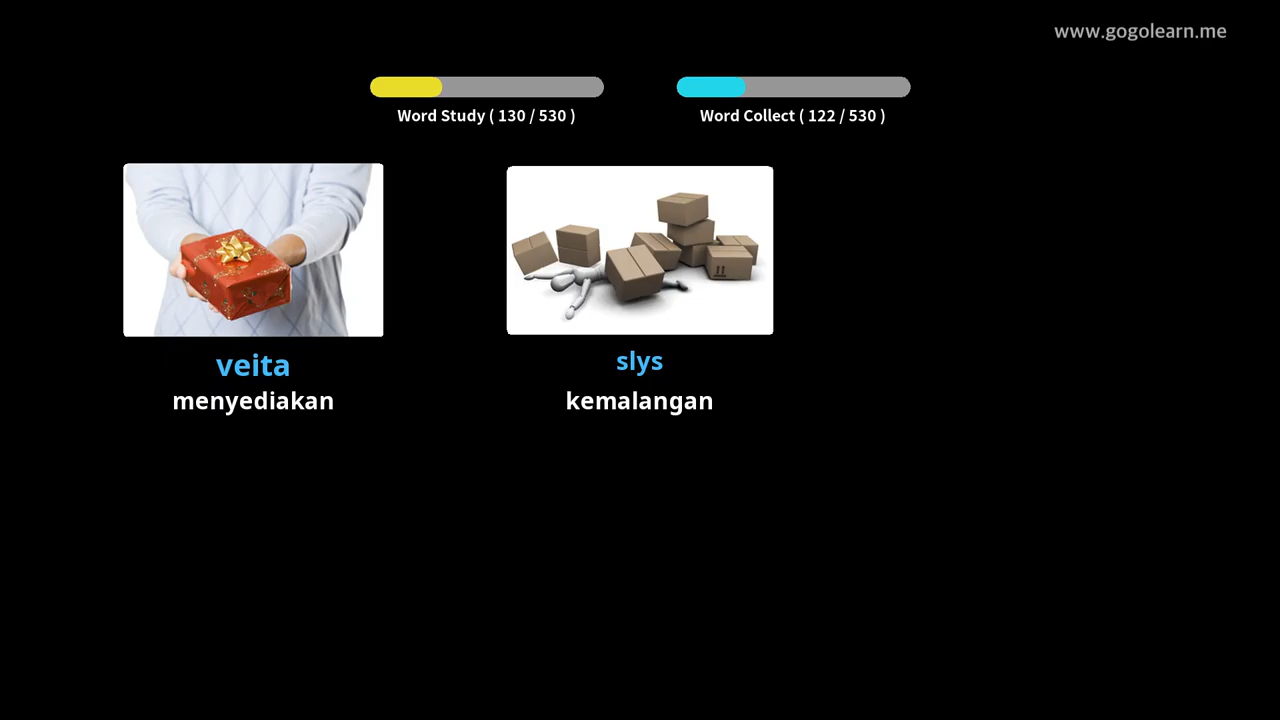 www.gogolearn.me
Word Study ( 130 / 530 )
Word Collect ( 122 / 530 )
veita
menyediakan
slys
kemalangan